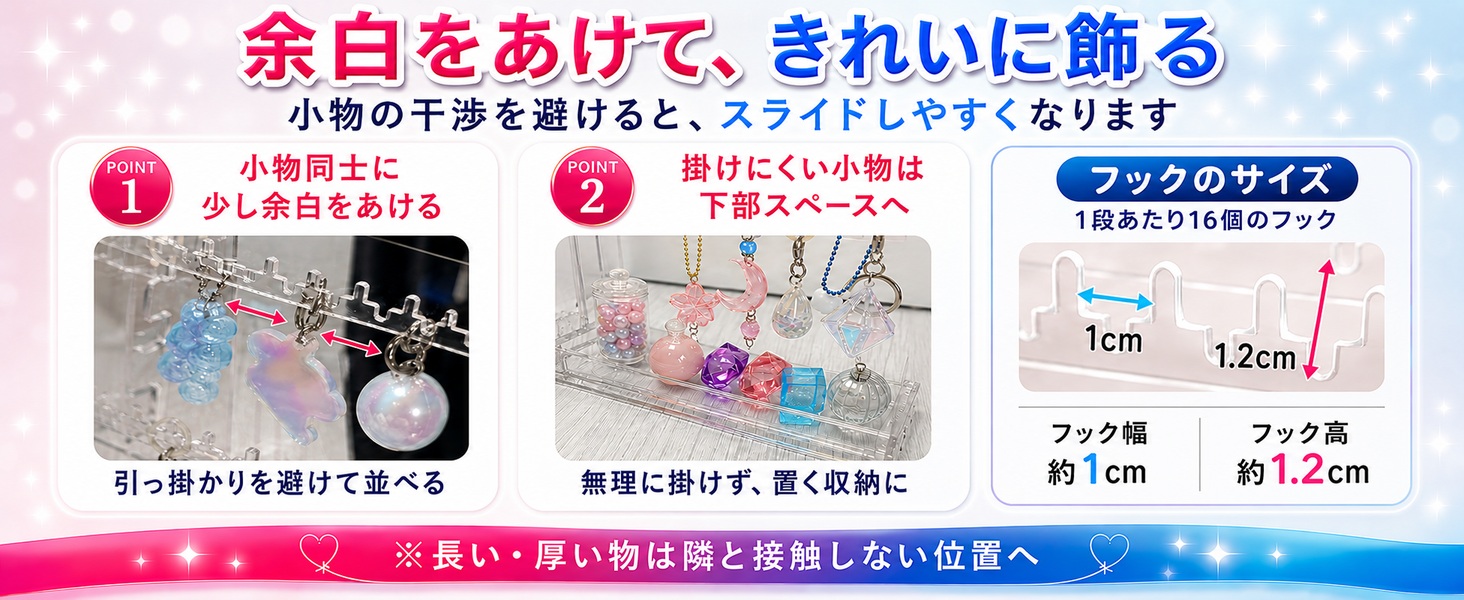 余白をあけて、きれいに飾る
小物の干渉を避けると、スライドしやすくなります
POINT
1
小物同士に
少し余白をあける
引っ掛かりを避けて並べる
POINT
2
掛けにくい小物は
下部スペースへ
無理に掛けず、置く収納に
フックのサイズ
1段あたり16個のフック
1cm
1.2cm
フック幅
約1cm
フック高
約1.2cm
※長い・厚い物は隣と接触しない位置へ